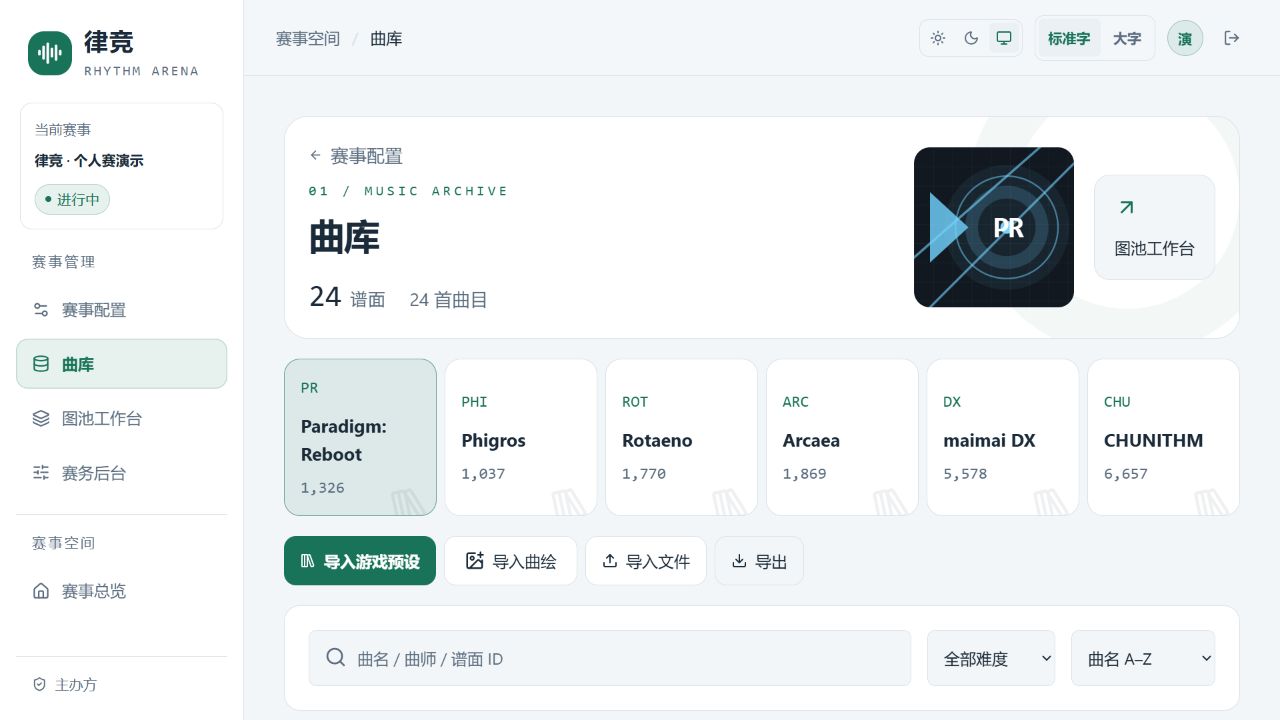 律竞
RHYTHM ARENA
当前赛事
律竞 · 个人赛演示
进行中
赛事管理
赛事配置
曲库
图池工作台
赛务后台
赛事空间
赛事总览
主办方
赛事空间 / 曲库
标准字
大字
演
赛事配置
01 / MUSIC ARCHIVE
曲库
24 谱面 24 首曲目
PR
图池工作台
PR
Paradigm:
Reboot
1,326
PHI
Phigros
1,037
ROT
Rotaeno
1,770
ARC
Arcaea
1,869
DX
maimai DX
5,578
CHU
CHUNITHM
6,657
导入游戏预设
导入曲绘
导入文件
导出
曲名 / 曲师 / 谱面 ID
全部难度
曲名 A–Z